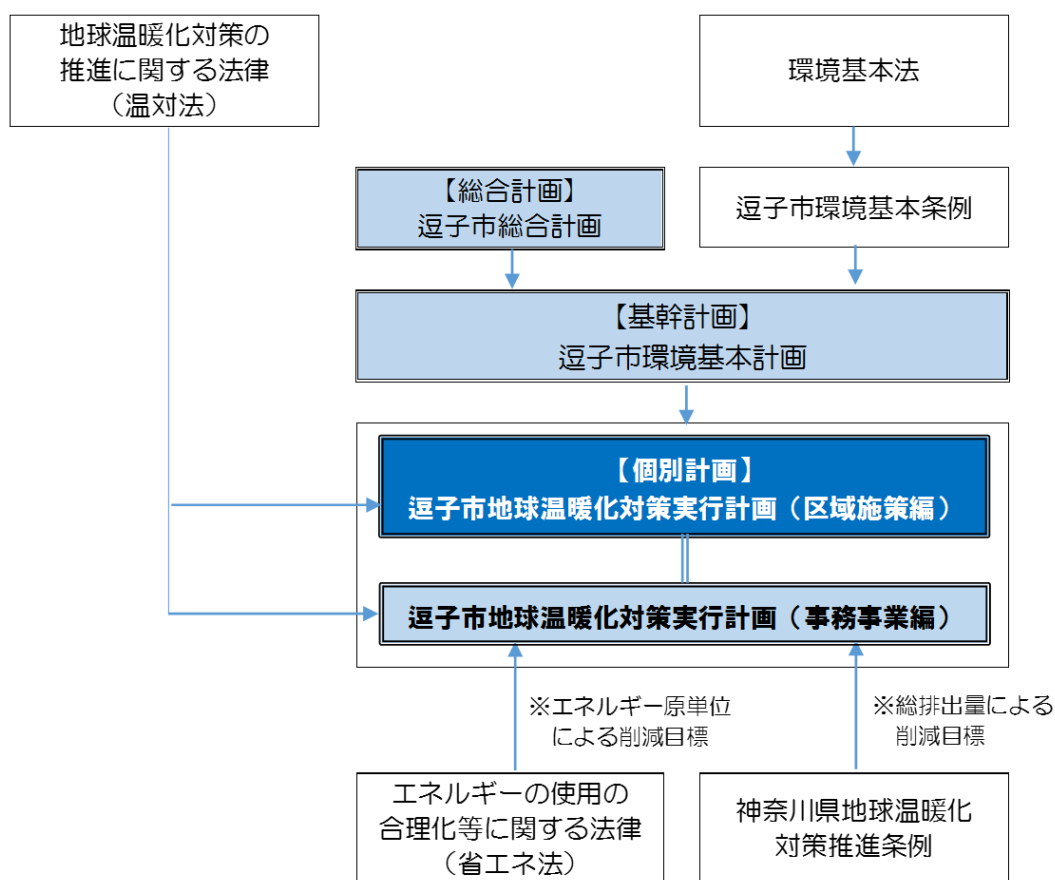 地球温暖化対策の
推進に関する法律
（温対法）
環境基本法
【総合計画】
逗子市総合計画
逗子市環境基本条例
【基幹計画】
逗子市環境基本計画
【個別計画】
逗子市地球温暖化対策実行計画（区域施策編）
逗子市地球温暖化対策実行計画（事務事業編）
※エネルギー原単位
による削減目標
※総排出量による
削減目標
エネルギーの使用の
合理化等に関する法律
（省エネ法）
神奈川県地球温暖化
対策推進条例